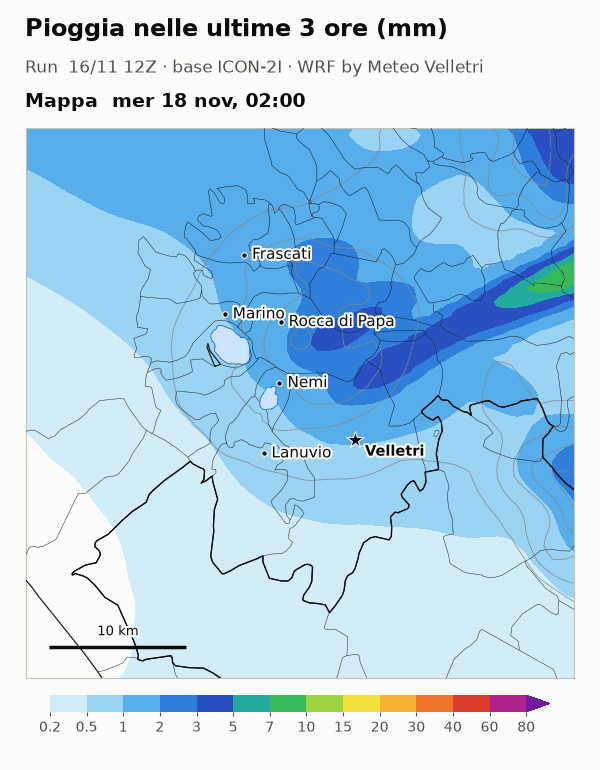 Pioggia nelle ultime 3 ore (mm)
Run  16/11 12Z · base ICON-2I · WRF by Meteo Velletri
Mappa  mer 18 nov, 02:00
Frascati
Marino
Rocca di Papa
Nemi
Velletri
Lanuvio
10 km
0.2 0.5 1 2 3 5 7 10 15 20 30 40 60 80